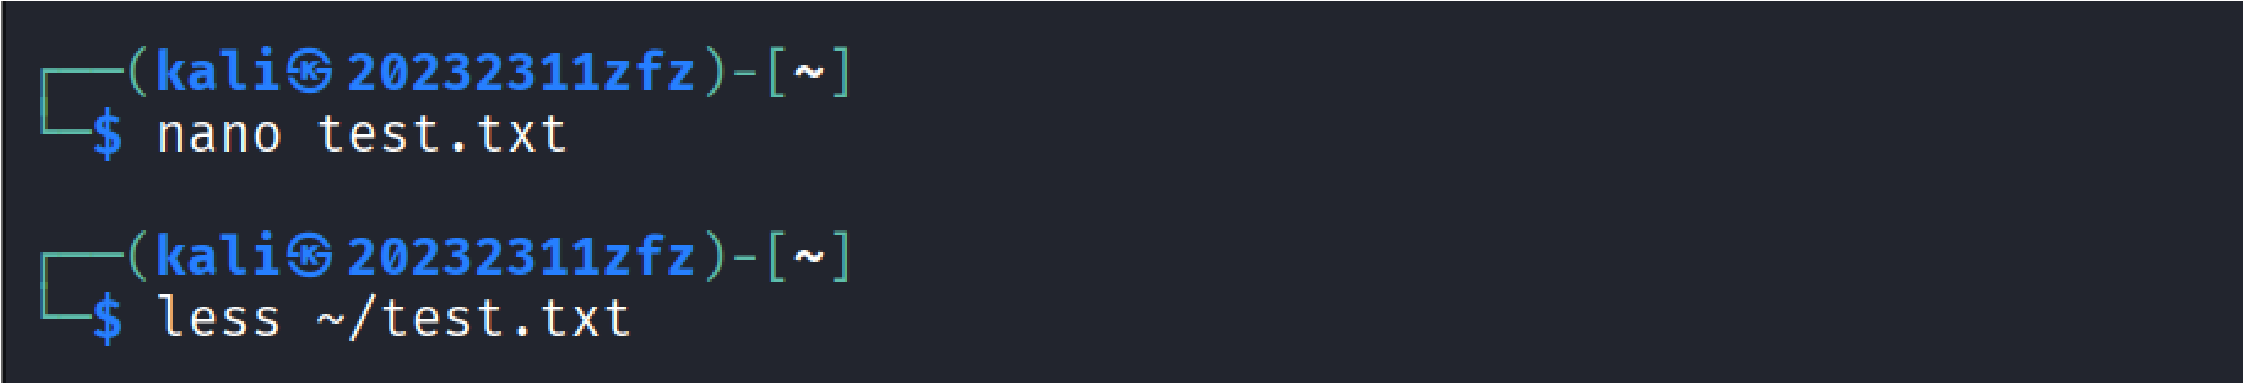 ┌──(kali㉿20232311zfz)-[~]
└─$ nano test.txt
┌──(kali㉿20232311zfz)-[~]
└─$ less ~/test.txt